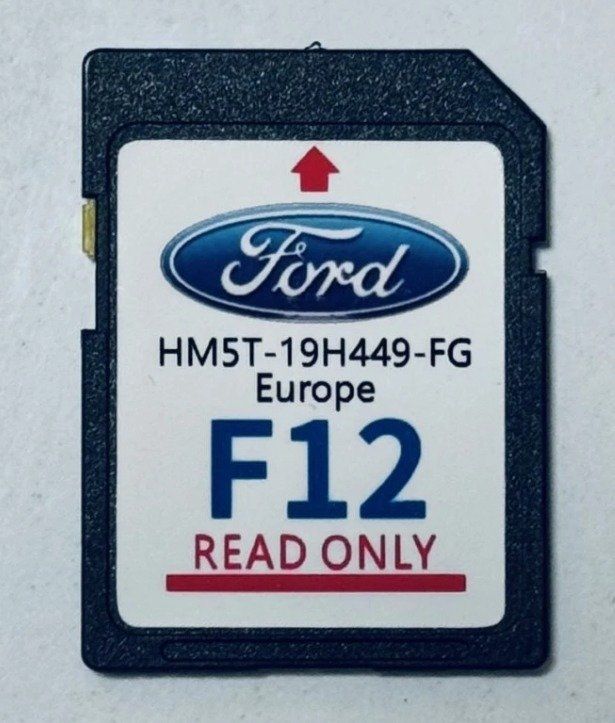 Ford
HM5T-19H449-FG
Europe
F12
READ ONLY